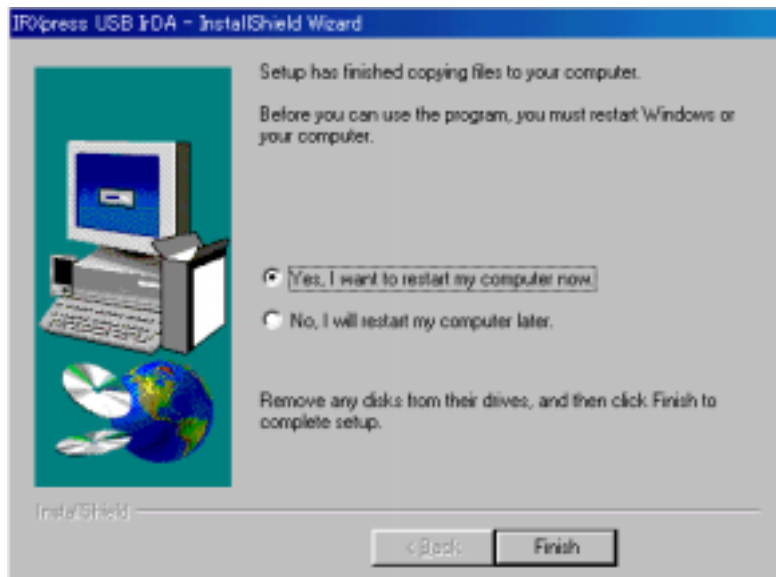 IRXpress USB IrDA - InstallShield Wizard
Setup has finished copying files to your computer.
Before you can use the program, you must restart Windows or
your computer.
Yes, I want to restart my computer now.
No, I will restart my computer later.
Remove any disks from their drives, and then click Finish to
complete setup.
InstallShield
< Back
Finish